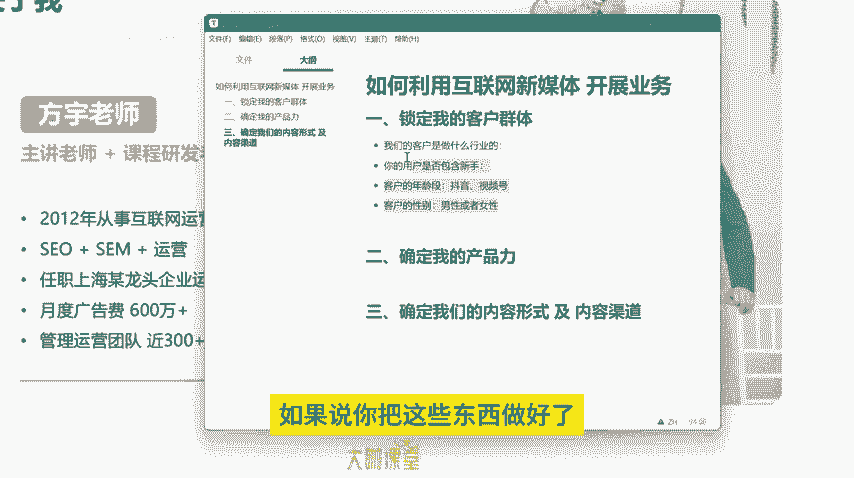 于我
方宇老师
主讲老师 + 课程研发
• 2012年从事互联网运营
• SEO + SEM + 运营
• 任职上海某龙头企业运
• 月度广告费 600万+
• 管理运营团队 近300+
文件(F) 编辑(E) 段落(P) 格式(O) 视图(V) 主题(T) 帮助(H)
文件 大纲
如何利用互联网新媒体 开展业务
一、锁定我的客户群体
二、确定我的产品力
三、确定我们的内容形式 及
内容渠道
如何利用互联网新媒体 开展业务
一、锁定我的客户群体
• 我们的客户是做什么行业的:
• 你的用户是否包含新手:
• 客户的年龄段: 抖音、视频号
• 客户的性别: 男性或者女性
二、确定我的产品力
三、确定我们的内容形式 及 内容渠道
如果说你把这些东西做好了